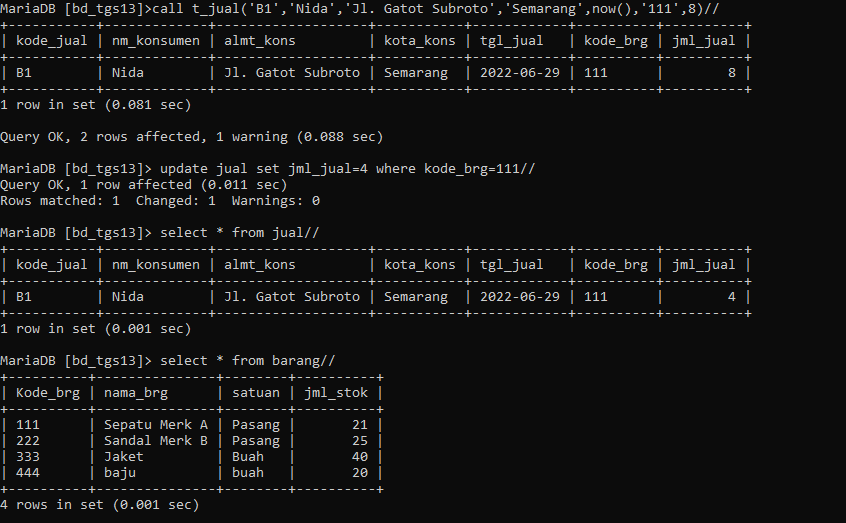 MariaDB [bd_tgs13]>call t_jual('B1','Nida','Jl. Gatot Subroto','Semarang',now(),'111',8)//
+-----------+-------------+-------------------+-----------+------------+----------+----------+
| kode_jual | nm_konsumen | almt_kons         | kota_kons | tgl_jual   | kode_brg | jml_jual |
+-----------+-------------+-------------------+-----------+------------+----------+----------+
| B1        | Nida        | Jl. Gatot Subroto | Semarang  | 2022-06-29 | 111      |        8 |
+-----------+-------------+-------------------+-----------+------------+----------+----------+
1 row in set (0.081 sec)
Query OK, 2 rows affected, 1 warning (0.088 sec)
MariaDB [bd_tgs13]> update jual set jml_jual=4 where kode_brg=111//
Query OK, 1 row affected (0.011 sec)
Rows matched: 1  Changed: 1  Warnings: 0
MariaDB [bd_tgs13]> select * from jual//
+-----------+-------------+-------------------+-----------+------------+----------+----------+
| kode_jual | nm_konsumen | almt_kons         | kota_kons | tgl_jual   | kode_brg | jml_jual |
+-----------+-------------+-------------------+-----------+------------+----------+----------+
| B1        | Nida        | Jl. Gatot Subroto | Semarang  | 2022-06-29 | 111      |        4 |
+-----------+-------------+-------------------+-----------+------------+----------+----------+
1 row in set (0.001 sec)
MariaDB [bd_tgs13]> select * from barang//
+----------+---------------+--------+----------+
| Kode_brg | nama_brg      | satuan | jml_stok |
+----------+---------------+--------+----------+
| 111      | Sepatu Merk A | Pasang |       21 |
| 222      | Sandal Merk B | Pasang |       25 |
| 333      | Jaket         | Buah   |       40 |
| 444      | baju          | buah   |       20 |
+----------+---------------+--------+----------+
4 rows in set (0.001 sec)